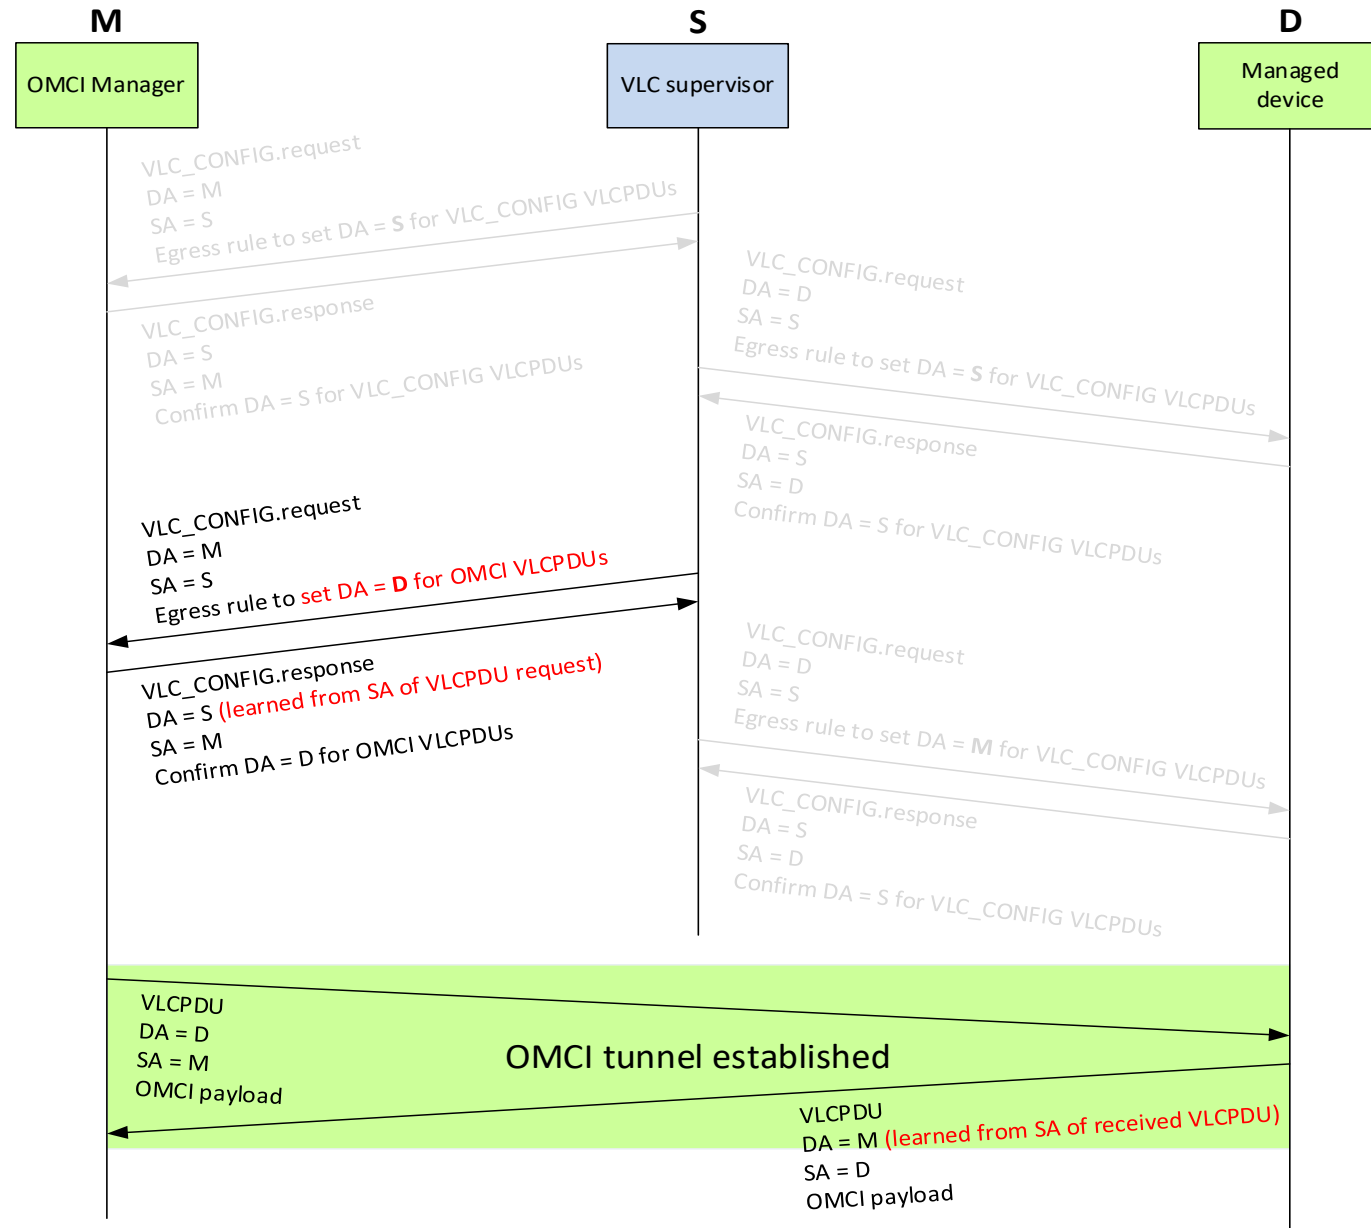 M
S
D
OMCI Manager
VLC supervisor
Managed
device
VLC_CONFIG.request
DA = M
SA = S
Egress rule to set DA = S for VLC_CONFIG VLCPDUs
VLC_CONFIG.response
DA = S
SA = M
Confirm DA = S for VLC_CONFIG VLCPDUs
VLC_CONFIG.request
DA = D
SA = S
Egress rule to set DA = S for VLC_CONFIG VLCPDUs
VLC_CONFIG.response
DA = S
SA = D
Confirm DA = S for VLC_CONFIG VLCPDUs
VLC_CONFIG.request
DA = M
SA = S
Egress rule to set DA = D for OMCI VLCPDUs
VLC_CONFIG.response
DA = S (learned from SA of VLCPDU request)
SA = M
Confirm DA = D for OMCI VLCPDUs
VLC_CONFIG.request
DA = D
SA = S
Egress rule to set DA = M for VLC_CONFIG VLCPDUs
VLC_CONFIG.response
DA = S
SA = D
Confirm DA = S for VLC_CONFIG VLCPDUs
VLCPDU
DA = D
SA = M
OMCI payload
OMCI tunnel established
VLCPDU
DA = M (learned from SA of received VLCPDU)
SA = D
OMCI payload